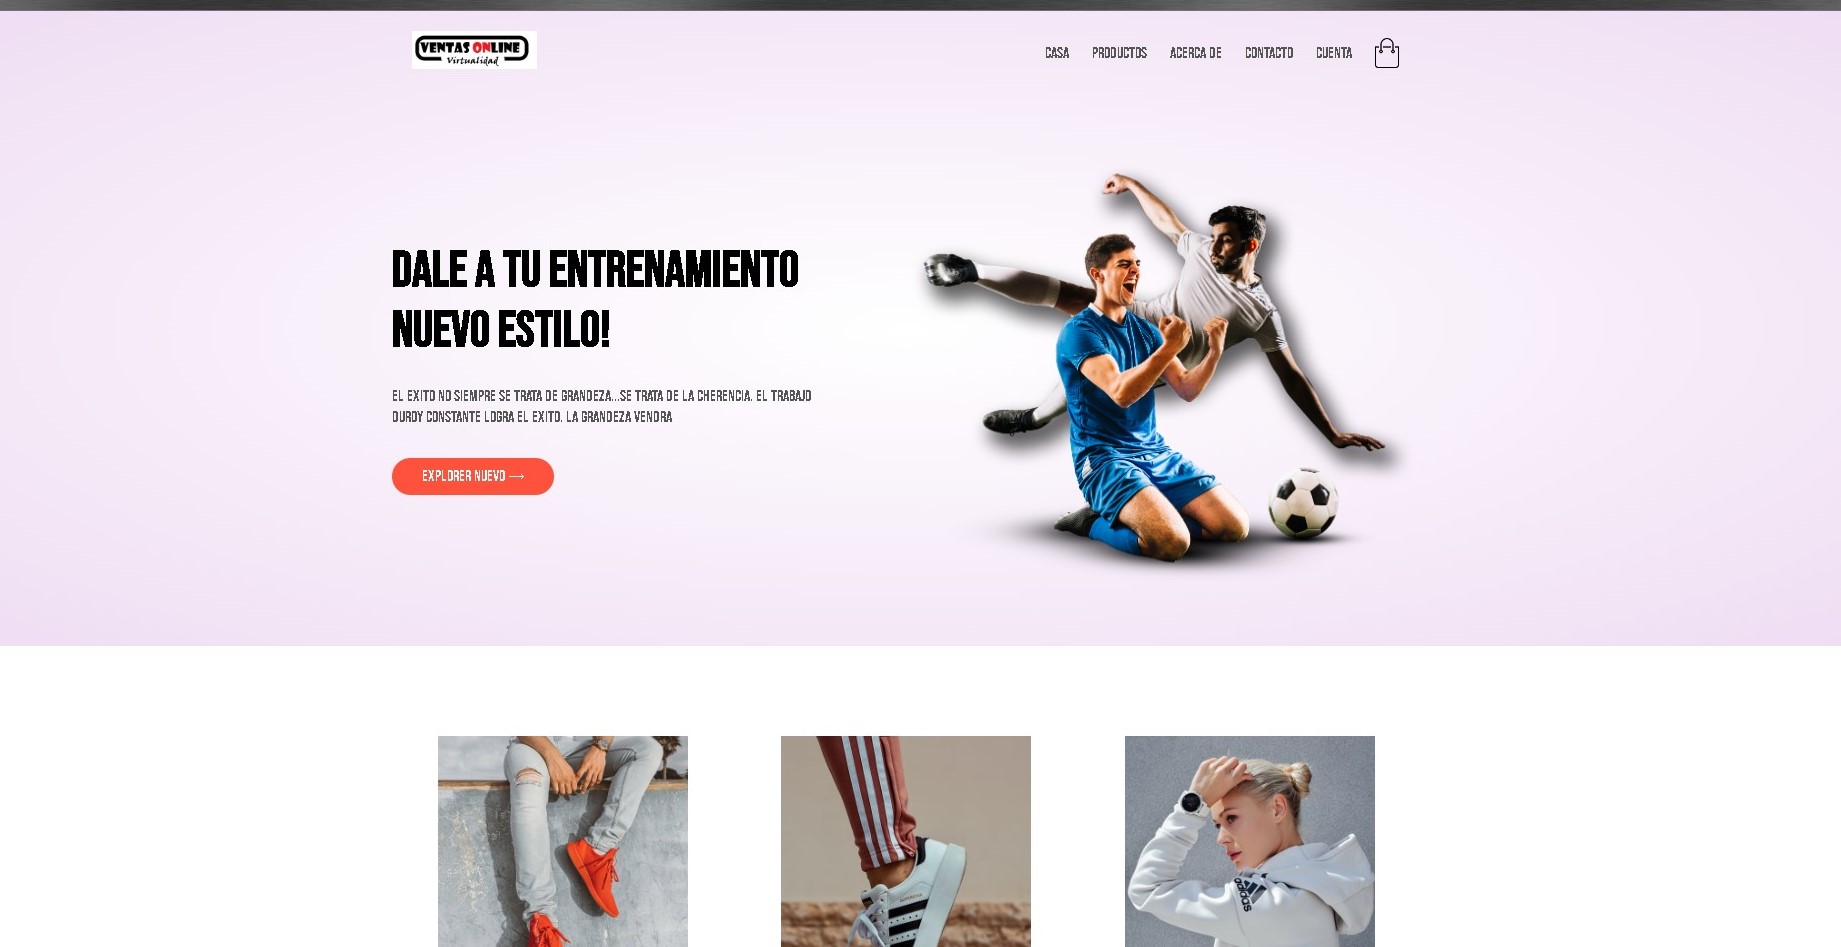 VENTAS ONLINE
Virtualidad
CASA PRODUCTOS ACERCA DE CONTACTO CUENTA
DALE A TU ENTRENAMIENTO
NUEVO ESTILO!
EL EXITO NO SIEMPRE SE TRATA DE GRANDEZA...SE TRATA DE LA CHERENCIA. EL TRABAJO
DUROY CONSTANTE LOGRA EL EXITO. LA GRANDEZA VENDRA
EXPLORER NUEVO ⟶
adidas